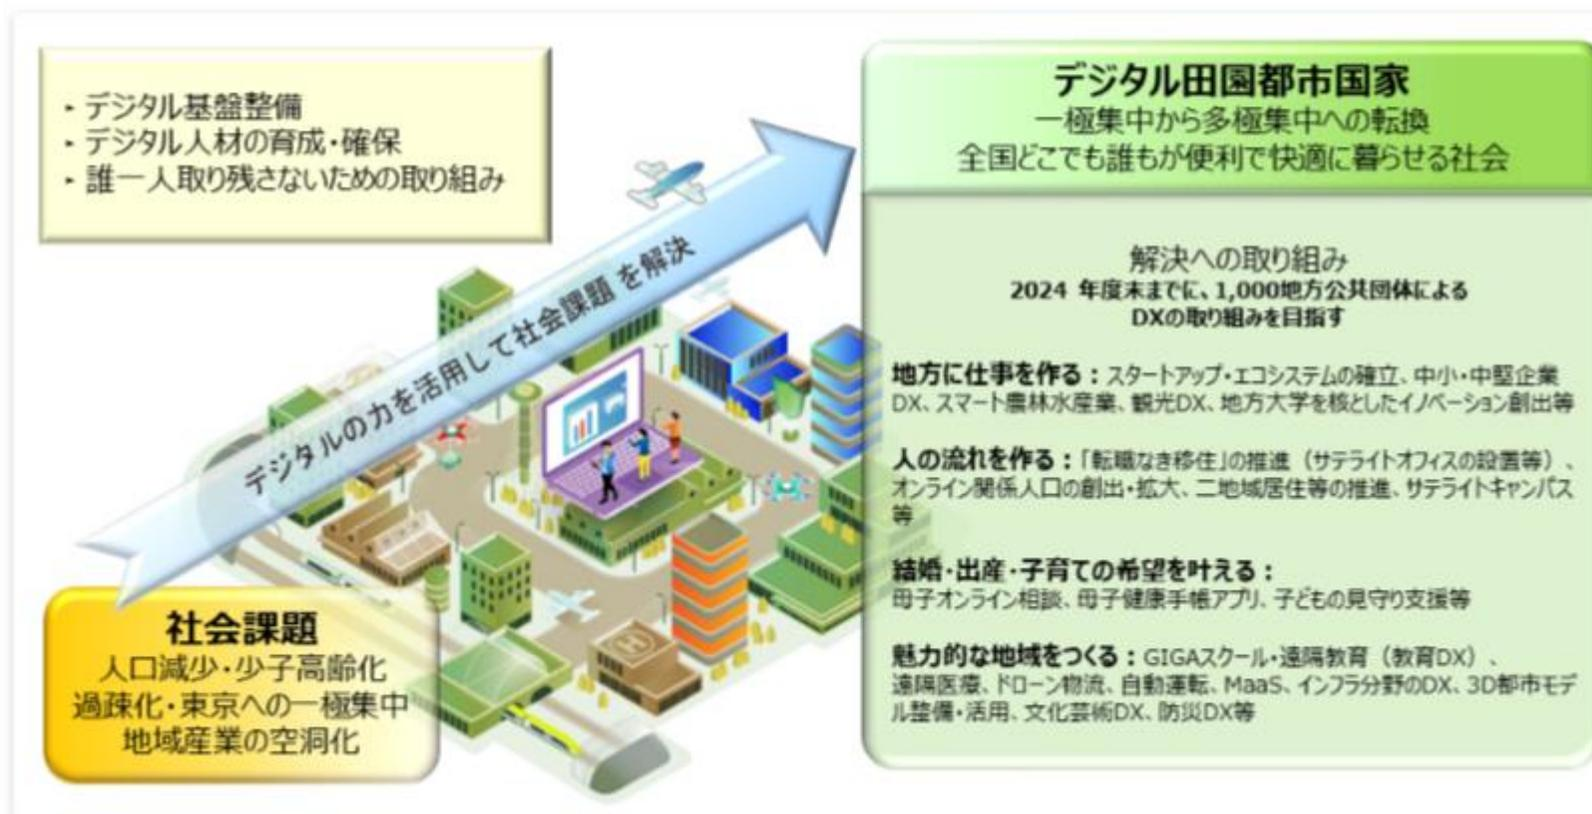 ・デジタル基盤整備
・デジタル人材の育成・確保
・誰一人取り残さないための取り組み
デジタルの力を活用して社会課題を解決
社会課題
人口減少・少子高齢化
過疎化・東京への一極集中
地域産業の空洞化
デジタル田園都市国家
一極集中から多極集中への転換
全国どこでも誰もが便利で快適に暮らせる社会
解決への取り組み
2024 年度末までに、1,000地方公共団体による
DXの取り組みを目指す
地方に仕事を作る：スタートアップ・エコシステムの確立、中小・中堅企業
DX、スマート農林水産業、観光DX、地方大学を核としたイノベーション創出等
人の流れを作る：「転職なき移住」の推進（サテライトオフィスの設置等）、
オンライン関係人口の創出・拡大、二地域居住等の推進、サテライトキャンパス
等
結婚・出産・子育ての希望を叶える：
母子オンライン相談、母子健康手帳アプリ、子どもの見守り支援等
魅力的な地域をつくる：GIGAスクール・遠隔教育（教育DX）、
遠隔医療、ドローン物流、自動運転、MaaS、インフラ分野のDX、3D都市モデ
ル整備・活用、文化芸術DX、防災DX等
H